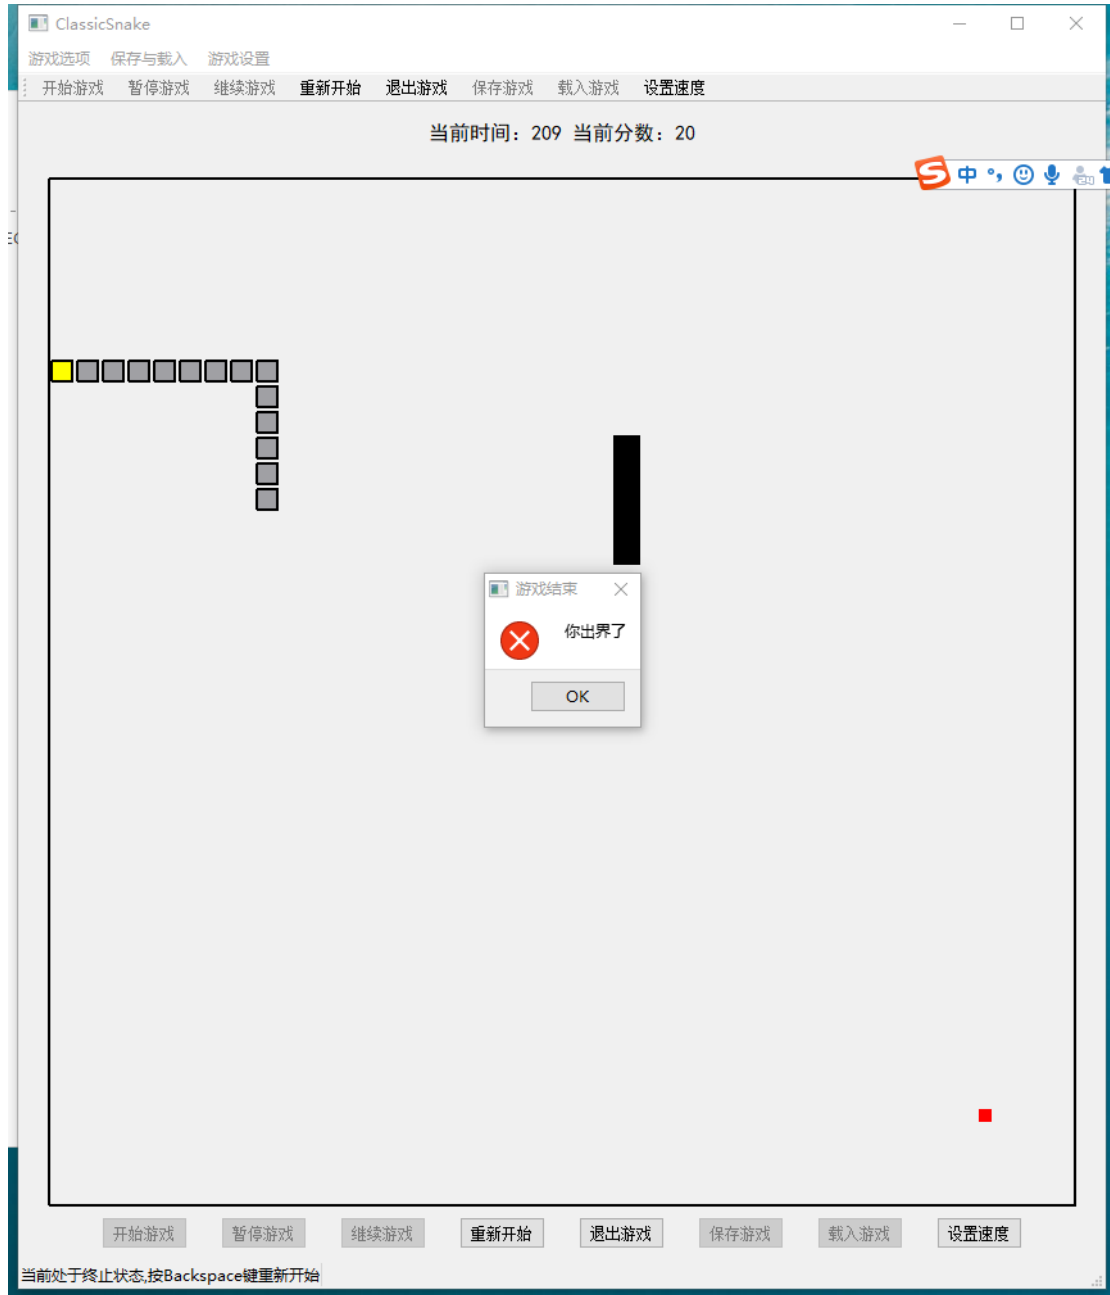 ClassicSnake
游戏选项 保存与载入 游戏设置
开始游戏 暂停游戏 继续游戏 重新开始 退出游戏 保存游戏 载入游戏 设置速度
当前时间：209 当前分数：20
中
游戏结束
你出界了
OK
开始游戏 暂停游戏 继续游戏 重新开始 退出游戏 保存游戏 载入游戏 设置速度
当前处于终止状态,按Backspace键重新开始